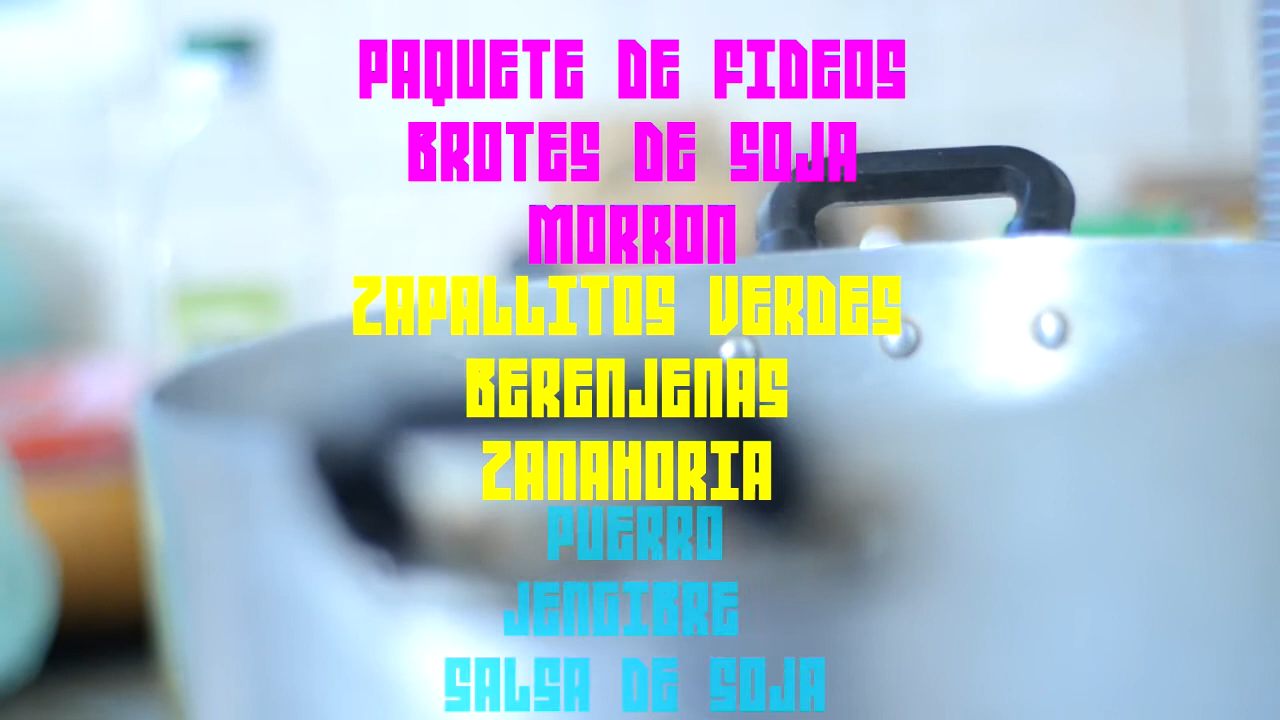 PAQUETE DE FIDEOS
BROTES DE SOJA
MORRON
ZAPALLITOS VERDES
BERENJENAS
ZANAHORIA
PUERRO
JENGIBRE
SALSA DE SOJA